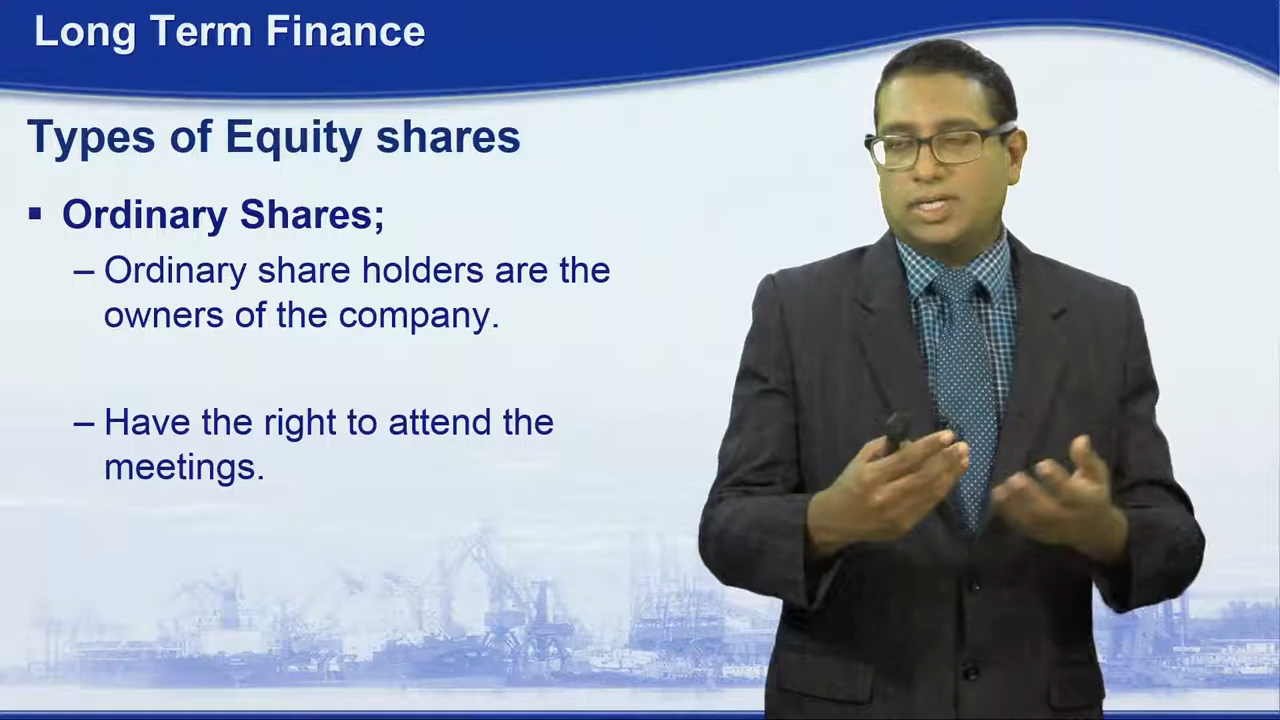 Long Term Finance
Types of Equity shares
▪ Ordinary Shares;
– Ordinary share holders are the
owners of the company.
– Have the right to attend the
meetings.